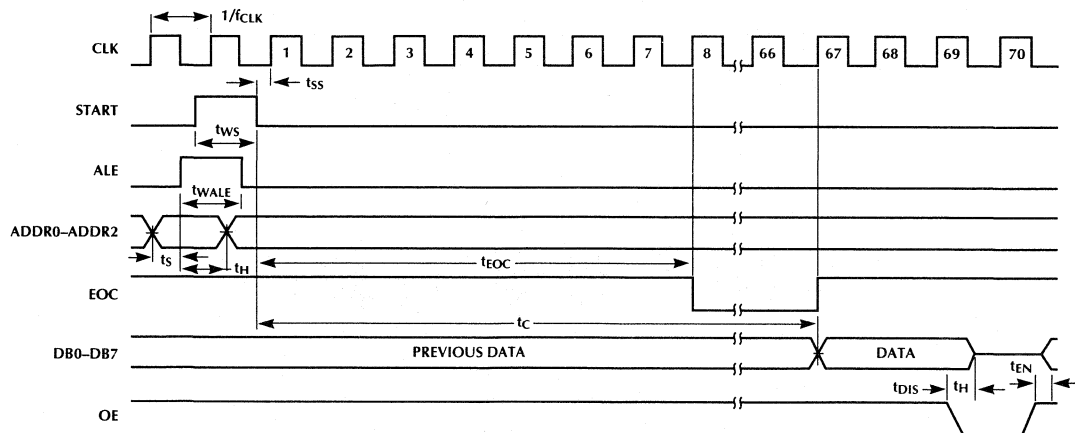 1/fCLK
CLK 1 2 3 4 5 6 7 8 66 67 68 69 70
tSS
START
tWS
ALE
tWALE
ADDR0–ADDR2
tS tH tEOC
EOC
tC
DB0–DB7 PREVIOUS DATA DATA tEN
tDIS tH
OE